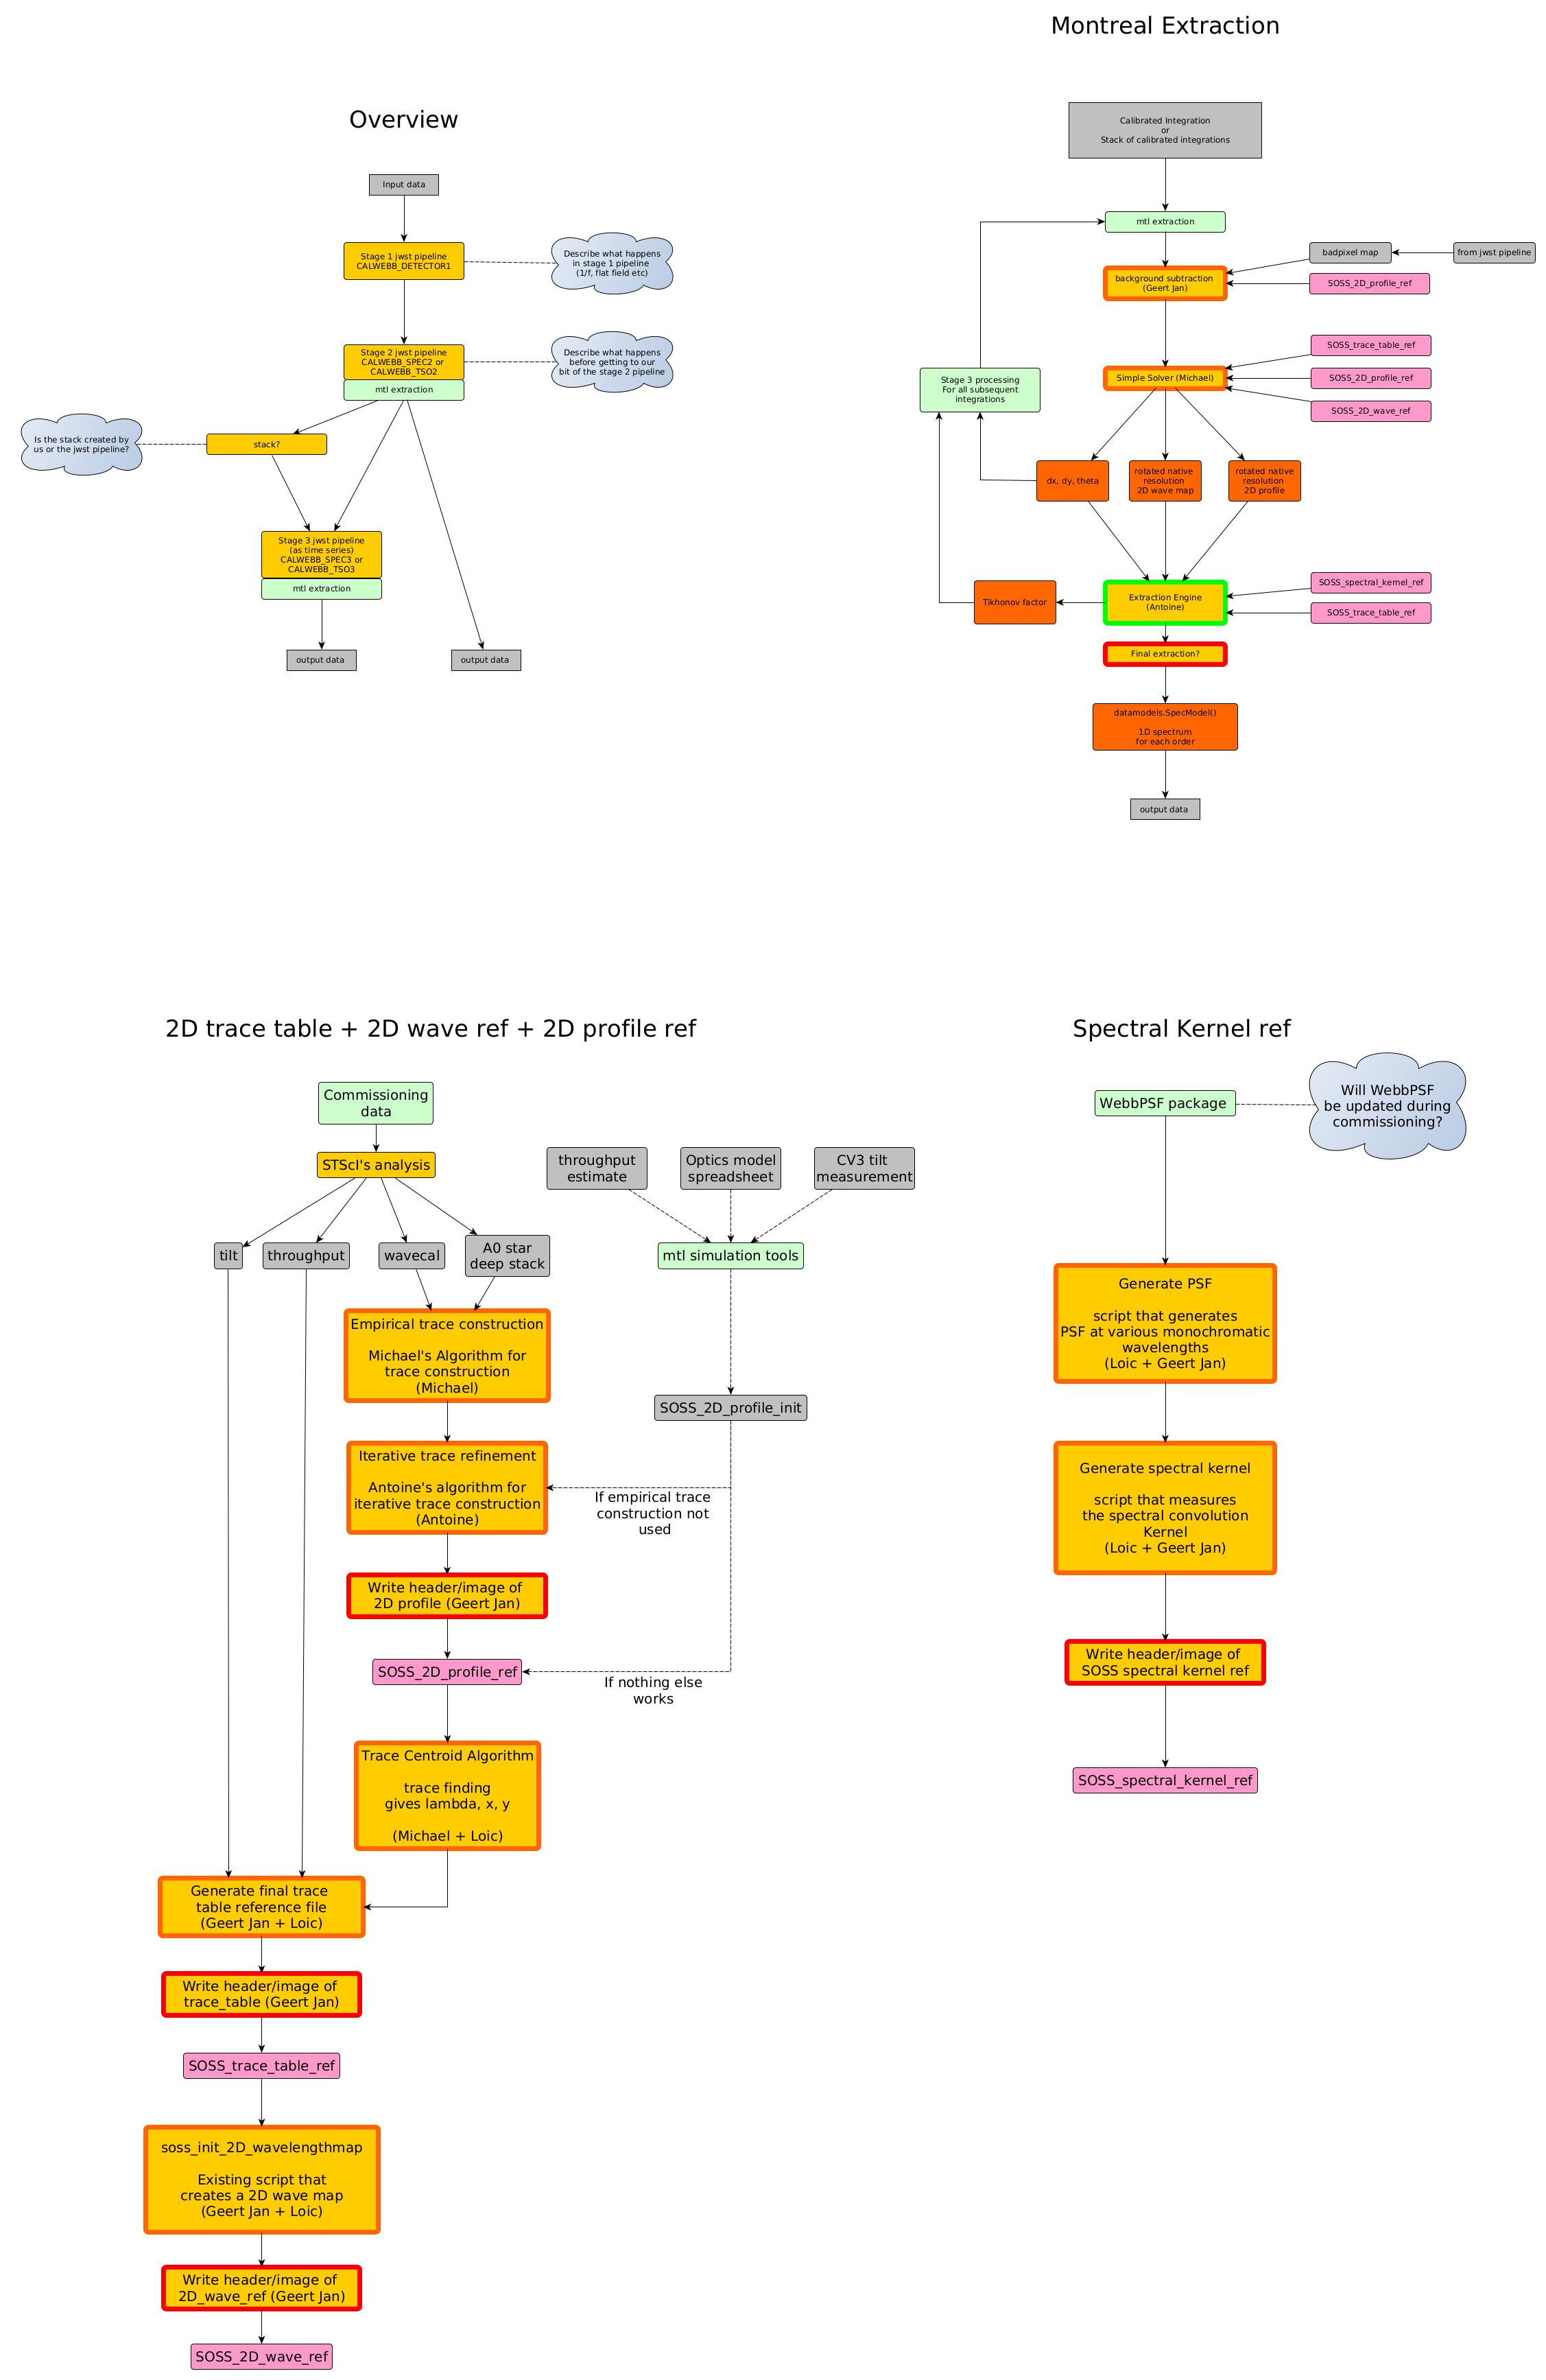 Montreal Extraction
Overview
Input data
Stage 1 jwst pipeline
CALWEBB_DETECTOR1
Describe what happens
in stage 1 pipeline
(1/f, flat field etc)
Stage 2 jwst pipeline
CALWEBB_SPEC2 or
CALWEBB_TSO2
mtl extraction
Describe what happens
before getting to our
bit of the stage 2 pipeline
Is the stack created by
us or the jwst pipeline?
stack?
Stage 3 jwst pipeline
(as time series)
CALWEBB_SPEC3 or
CALWEBB_TSO3
mtl extraction
output data
output data
Calibrated Integration
or
Stack of calibrated integrations
mtl extraction
badpixel map
from jwst pipeline
background subtraction
(Geert Jan)
SOSS_2D_profile_ref
SOSS_trace_table_ref
Simple Solver (Michael)
SOSS_2D_profile_ref
SOSS_2D_wave_ref
Stage 3 processing
For all subsequent
integrations
dx, dy, theta
rotated native
resolution
2D wave map
rotated native
resolution
2D profile
SOSS_spectral_kernel_ref
Tikhonov factor
Extraction Engine
(Antoine)
SOSS_trace_table_ref
Final extraction?
datamodels.SpecModel()
1D spectrum
for each order
output data
2D trace table + 2D wave ref + 2D profile ref
Commissioning
data
STScI's analysis
throughput
estimate
Optics model
spreadsheet
CV3 tilt
measurement
tilt
throughput
wavecal
A0 star
deep stack
mtl simulation tools
Empirical trace construction
Michael's Algorithm for
trace construction
(Michael)
SOSS_2D_profile_init
Iterative trace refinement
Antoine's algorithm for
iterative trace construction
(Antoine)
If empirical trace
construction not
used
Write header/image of
2D profile (Geert Jan)
SOSS_2D_profile_ref
If nothing else
works
Trace Centroid Algorithm
trace finding
gives lambda, x, y
(Michael + Loic)
Generate final trace
table reference file
(Geert Jan + Loic)
Write header/image of
trace_table (Geert Jan)
SOSS_trace_table_ref
soss_init_2D_wavelengthmap
Existing script that
creates a 2D wave map
(Geert Jan + Loic)
Write header/image of
2D_wave_ref (Geert Jan)
SOSS_2D_wave_ref
Spectral Kernel ref
WebbPSF package
Will WebbPSF
be updated during
commissioning?
Generate PSF
script that generates
PSF at various monochromatic
wavelengths
(Loic + Geert Jan)
Generate spectral kernel
script that measures
the spectral convolution
Kernel
(Loic + Geert Jan)
Write header/image of
SOSS spectral kernel ref
SOSS_spectral_kernel_ref